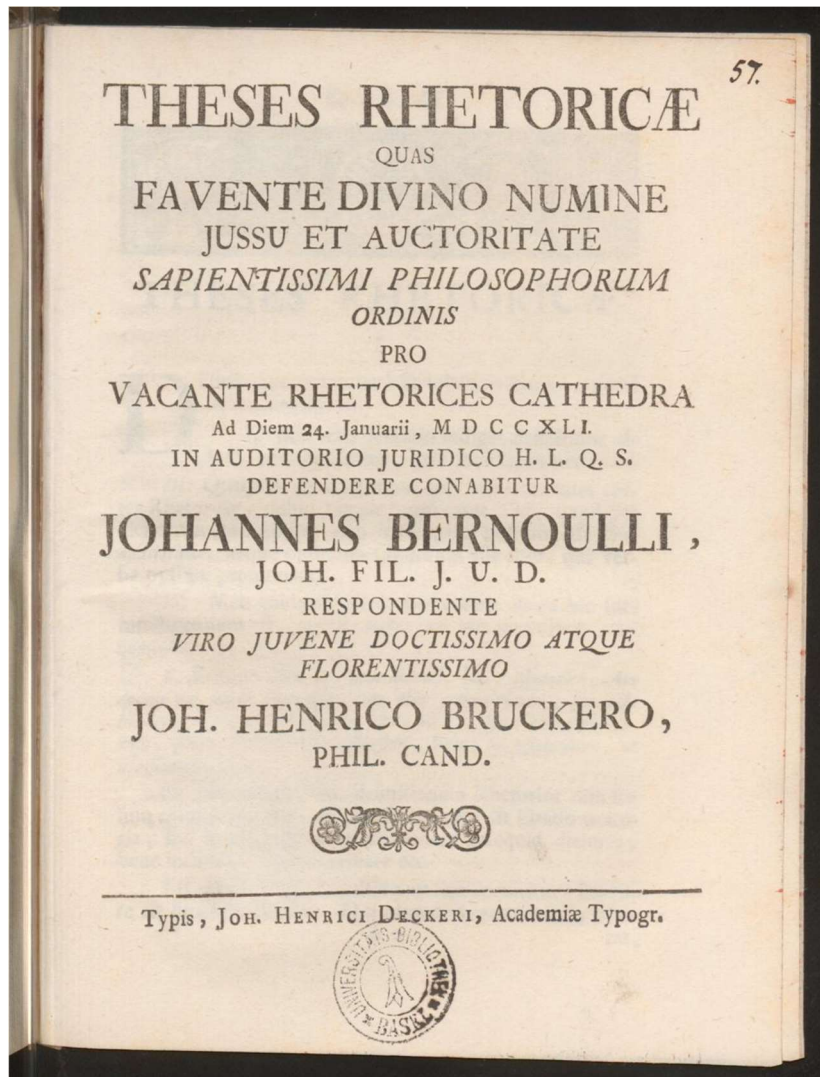 57.
THESES RHETORICÆ
QUAS
FAVENTE DIVINO NUMINE
JUSSU ET AUCTORITATE
SAPIENTISSIMI PHILOSOPHORUM
ORDINIS
PRO
VACANTE RHETORICES CATHEDRA
Ad Diem 24. Januarii, M D C C XLI.
IN AUDITORIO JURIDICO H. L. Q. S.
DEFENDERE CONABITUR
JOHANNES BERNOULLI,
JOH. FIL. J. U. D.
RESPONDENTE
VIRO JUVENE DOCTISSIMO ATQUE
FLORENTISSIMO
JOH. HENRICO BRUCKERO,
PHIL. CAND.
Typis, JOH. HENRICI DECKERI, Academiæ Typogr.
UNIVERSITÄTS-BIBLIOTHEK
* BASEL *